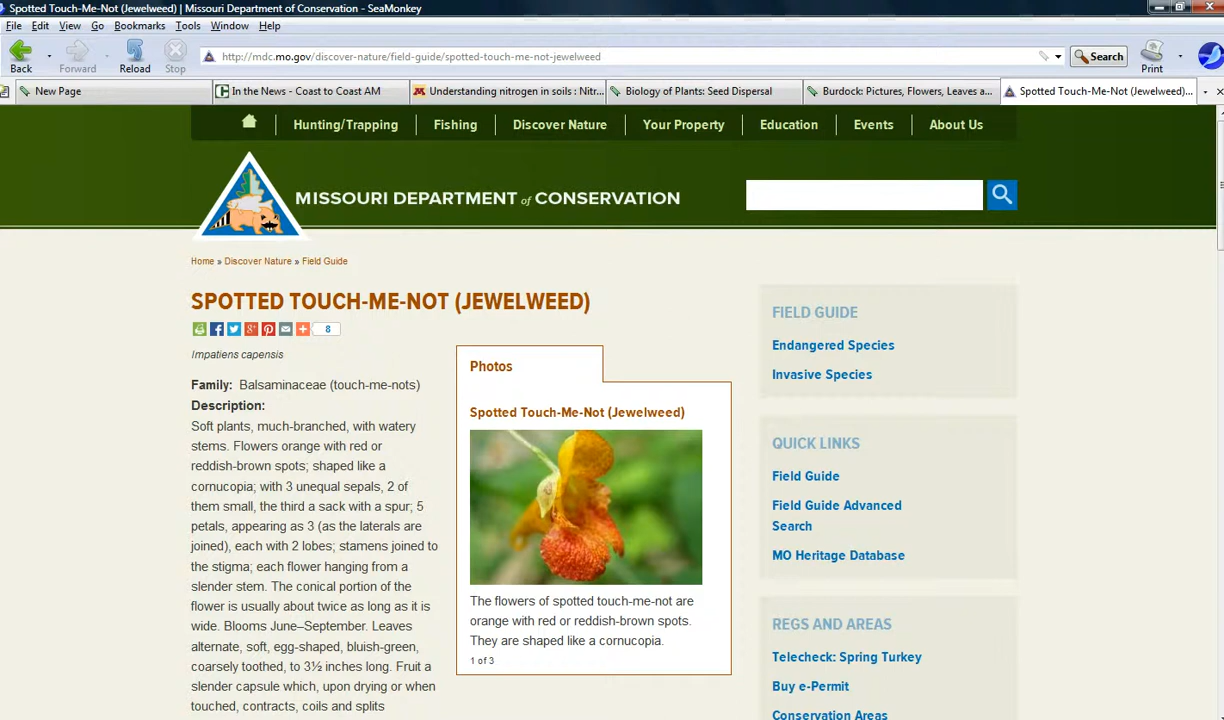 Spotted Touch-Me-Not (Jewelweed) | Missouri Department of Conservation - SeaMonkey
File Edit View Go Bookmarks Tools Window Help
Back Forward Reload Stop http://mdc.mo.gov/discover-nature/field-guide/spotted-touch-me-not-jewelweed Search Print
New Page In the News - Coast to Coast AM Understanding nitrogen in soils : Nitr... Biology of Plants: Seed Dispersal Burdock: Pictures, Flowers, Leaves a... Spotted Touch-Me-Not (Jewelweed)...
Hunting/Trapping Fishing Discover Nature Your Property Education Events About Us
MISSOURI DEPARTMENT of CONSERVATION
Home » Discover Nature » Field Guide
SPOTTED TOUCH-ME-NOT (JEWELWEED)
8
Impatiens capensis
Family: Balsaminaceae (touch-me-nots)
Description:
Soft plants, much-branched, with watery
stems. Flowers orange with red or
reddish-brown spots; shaped like a
cornucopia; with 3 unequal sepals, 2 of
them small, the third a sack with a spur; 5
petals, appearing as 3 (as the laterals are
joined), each with 2 lobes; stamens joined to
the stigma; each flower hanging from a
slender stem. The conical portion of the
flower is usually about twice as long as it is
wide. Blooms June–September. Leaves
alternate, soft, egg-shaped, bluish-green,
coarsely toothed, to 3½ inches long. Fruit a
slender capsule which, upon drying or when
touched, contracts, coils and splits
Photos
Spotted Touch-Me-Not (Jewelweed)
The flowers of spotted touch-me-not are
orange with red or reddish-brown spots.
They are shaped like a cornucopia.
1 of 3
FIELD GUIDE
Endangered Species
Invasive Species
QUICK LINKS
Field Guide
Field Guide Advanced
Search
MO Heritage Database
REGS AND AREAS
Telecheck: Spring Turkey
Buy e-Permit
Conservation Areas